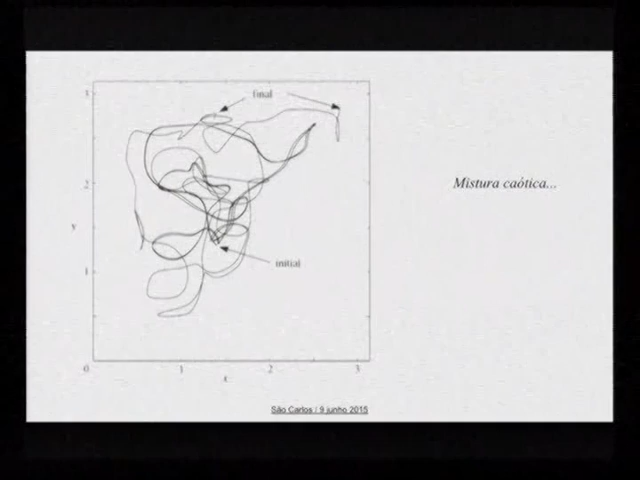 3
final
2
Mistura caótica...
y
1
initial
0
1
2
3
x
São Carlos / 9 junho 2015